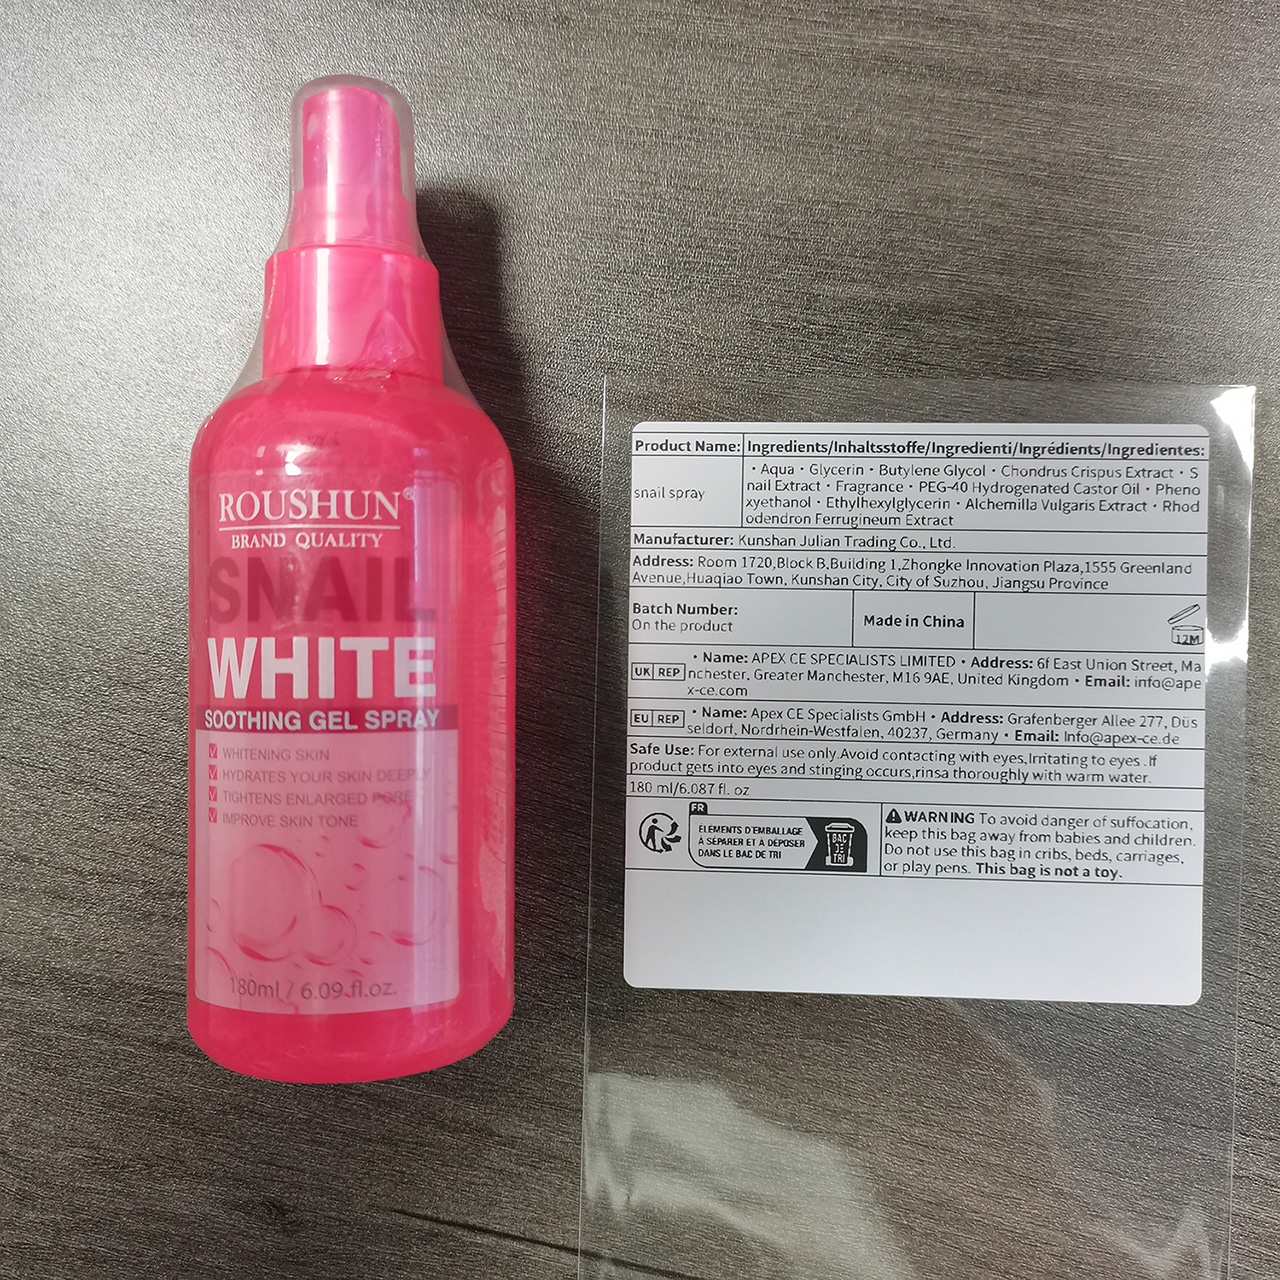 ROUSHUN®
BRAND QUALITY
SNAIL
WHITE
SOOTHING GEL SPRAY
WHITENING SKIN
HYDRATES YOUR SKIN DEEPLY
TIGHTENS ENLARGED PORE
IMPROVE SKIN TONE
180ml / 6.09.fl.oz.
Product Name: Ingredients/Inhaltsstoffe/Ingredienti/Ingrédients/Ingredientes:
snail spray
· Aqua · Glycerin · Butylene Glycol · Chondrus Crispus Extract · S
nail Extract · Fragrance · PEG-40 Hydrogenated Castor Oil · Pheno
xyethanol · Ethylhexylglycerin · Alchemilla Vulgaris Extract · Rhod
odendron Ferrugineum Extract
Manufacturer: Kunshan Julian Trading Co., Ltd.
Address: Room 1720,Block B,Building 1,Zhongke Innovation Plaza,1555 Greenland
Avenue,Huaqiao Town, Kunshan City, City of Suzhou, Jiangsu Province
Batch Number:
On the product
Made in China
12M
UK REP
· Name: APEX CE SPECIALISTS LIMITED · Address: 6f East Union Street, Ma
nchester, Greater Manchester, M16 9AE, United Kingdom · Email: info@ape
x-ce.com
EU REP
· Name: Apex CE Specialists GmbH · Address: Grafenberger Allee 277, Düs
seldorf, Nordrhein-Westfalen, 40237, Germany · Email: Info@apex-ce.de
Safe Use: For external use only.Avoid contacting with eyes,Irritating to eyes .If
product gets into eyes and stinging occurs,rinsa thoroughly with warm water.
180 ml/6.087 fl. oz
FR
ÉLÉMENTS D'EMBALLAGE
À SÉPARER ET À DÉPOSER
DANS LE BAC DE TRI
BAC
DE
TRI
WARNING To avoid danger of suffocation,
keep this bag away from babies and children.
Do not use this bag in cribs, beds, carriages,
or play pens. This bag is not a toy.